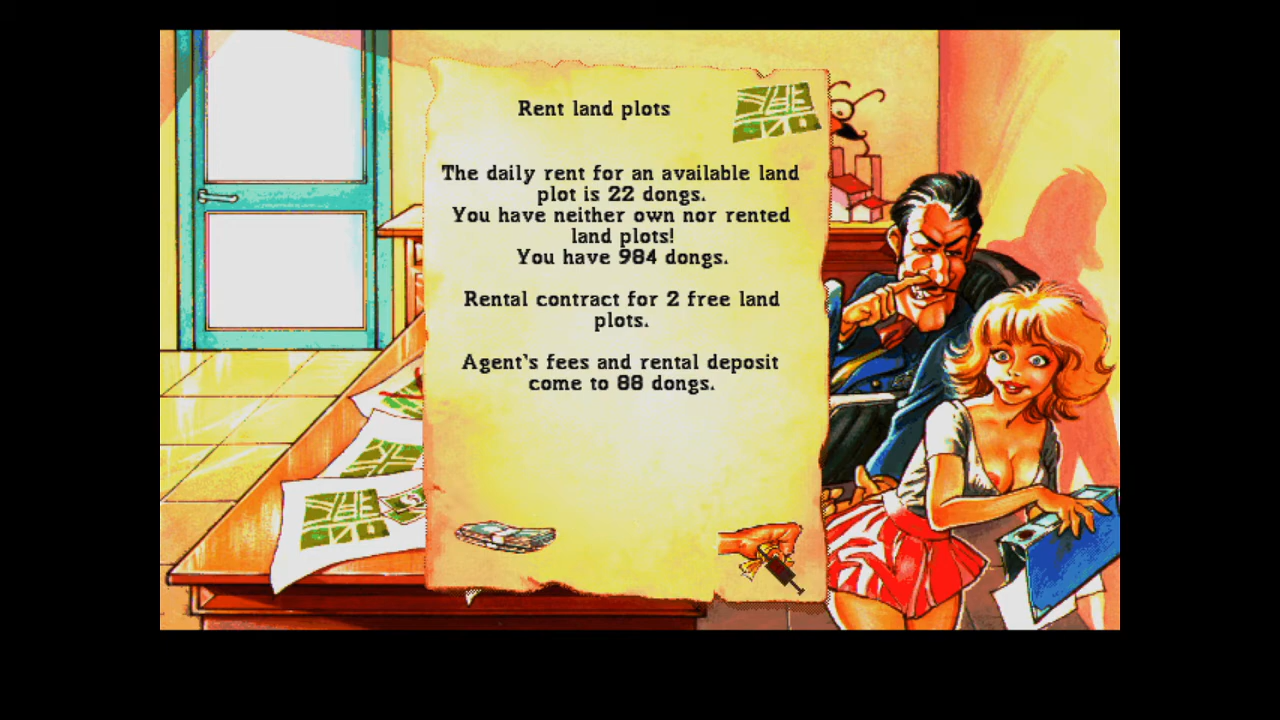 Rent land plots
The daily rent for an available land
plot is 22 dongs.
You have neither own nor rented
land plots!
You have 984 dongs.
Rental contract for 2 free land
plots.
Agent's fees and rental deposit
come to 88 dongs.